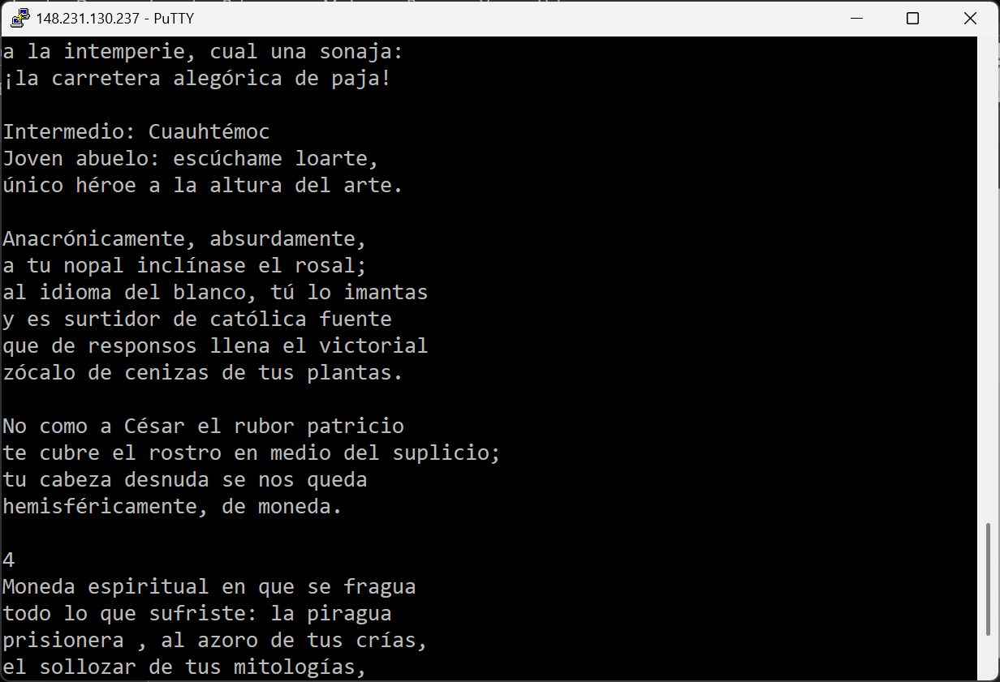 148.231.130.237 - PuTTY
a la intemperie, cual una sonaja:
¡la carretera alegórica de paja!
Intermedio: Cuauhtémoc
Joven abuelo: escúchame loarte,
único héroe a la altura del arte.
Anacrónicamente, absurdamente,
a tu nopal inclínase el rosal;
al idioma del blanco, tú lo imantas
y es surtidor de católica fuente
que de responsos llena el victorial
zócalo de cenizas de tus plantas.
No como a César el rubor patricio
te cubre el rostro en medio del suplicio;
tu cabeza desnuda se nos queda
hemisféricamente, de moneda.
4
Moneda espiritual en que se fragua
todo lo que sufriste: la piragua
prisionera , al azoro de tus crías,
el sollozar de tus mitologías,